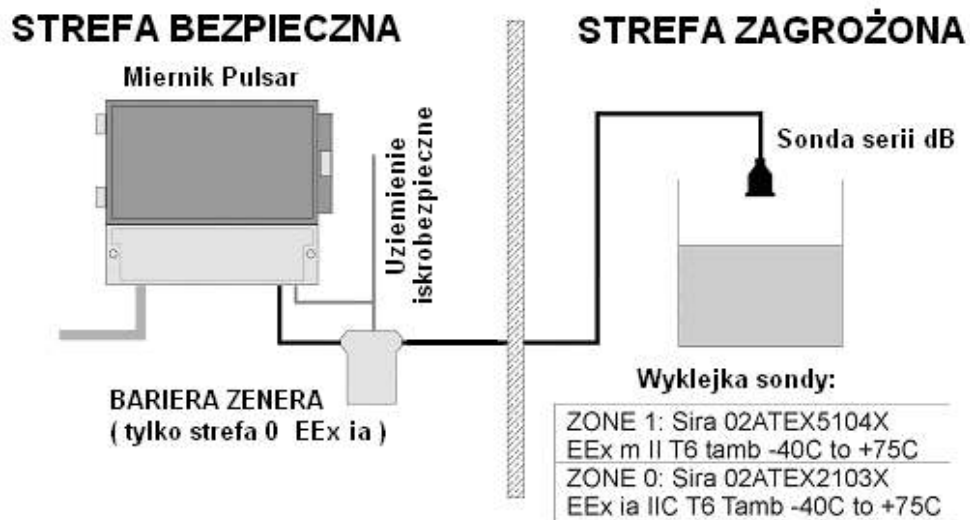 STREFA BEZPIECZNA
STREFA ZAGROŻONA
Miernik Pulsar
Uziemienie
iskrobezpieczne
Sonda serii dB
BARIERA ZENERA
( tylko strefa 0 EEx ia )
Wyklejka sondy:
ZONE 1: Sira 02ATEX5104X
EEx m II T6 tamb -40C to +75C
ZONE 0: Sira 02ATEX2103X
EEx ia IIC T6 Tamb -40C to +75C